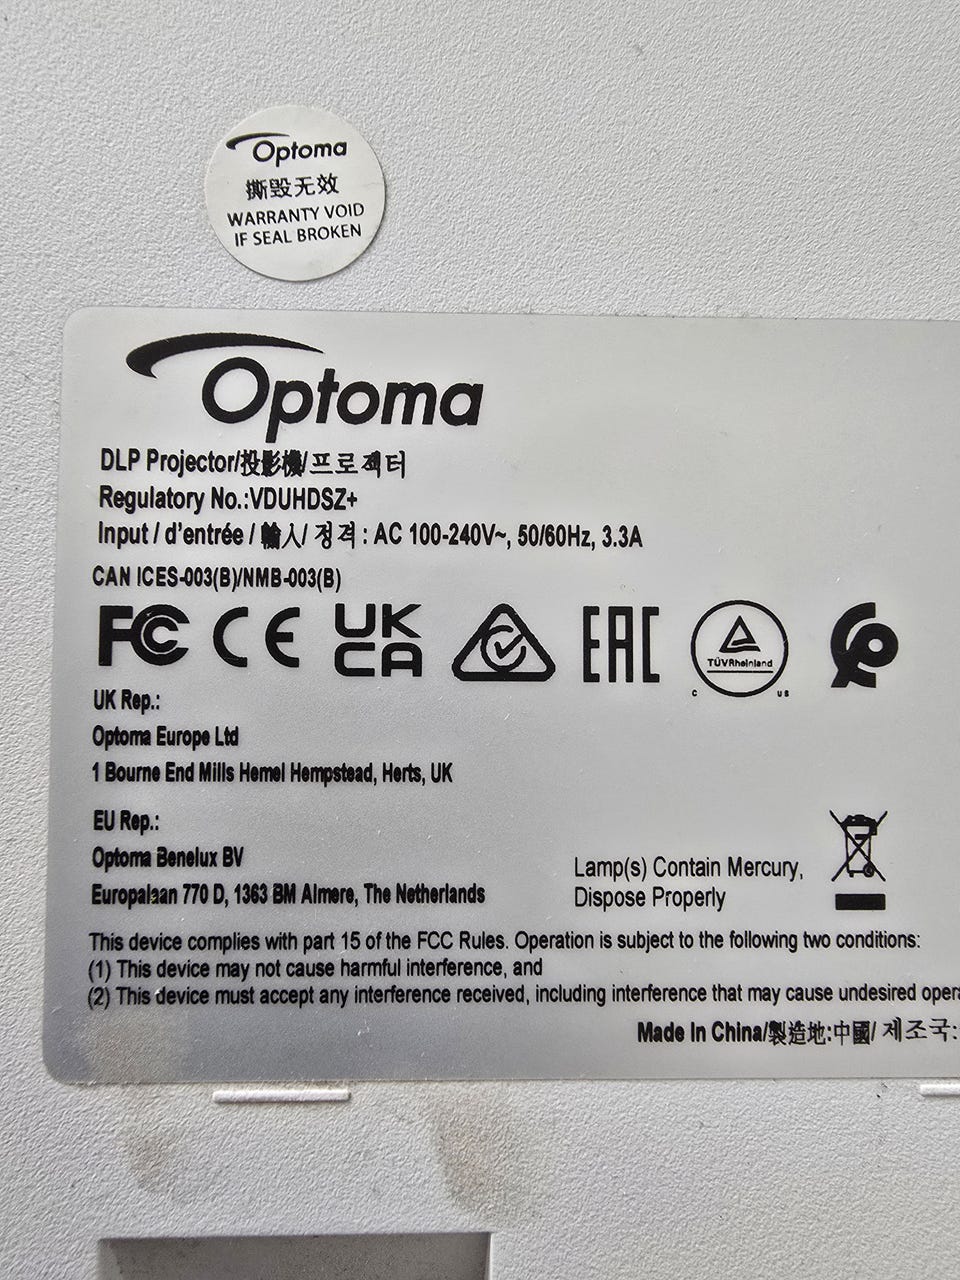 Optoma
撕毁无效
WARRANTY VOID
IF SEAL BROKEN
Optoma
DLP Projector/投影機/프로젝터
Regulatory No.:VDUHDSZ+
Input / d'entrée / 輸入/ 정격 : AC 100-240V~, 50/60Hz, 3.3A
CAN ICES-003(B)/NMB-003(B)
FC CE UK CA EAC TÜVRheinland C US
UK Rep.:
Optoma Europe Ltd
1 Bourne End Mills Hemel Hempstead, Herts, UK
EU Rep.:
Optoma Benelux BV
Europalaan 770 D, 1363 BM Almere, The Netherlands
Lamp(s) Contain Mercury,
Dispose Properly
This device complies with part 15 of the FCC Rules. Operation is subject to the following two conditions:
(1) This device may not cause harmful interference, and
(2) This device must accept any interference received, including interference that may cause undesired opera
Made In China/製造地:中國/ 제조국: